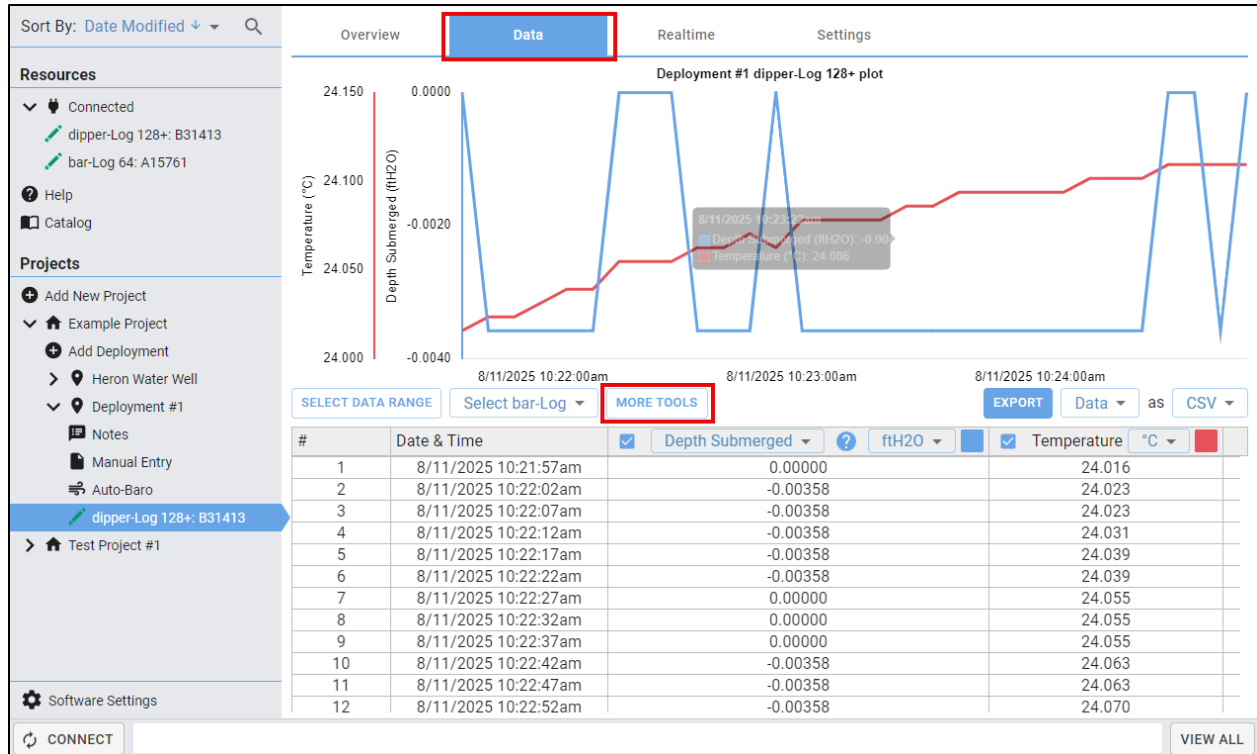 Sort By: Date Modified
Resources
Connected
dipper-Log 128+: B31413
bar-Log 64: A15761
Help
Catalog
Projects
Add New Project
Example Project
Add Deployment
Heron Water Well
Deployment #1
Notes
Manual Entry
Auto-Baro
dipper-Log 128+: B31413
Test Project #1
Software Settings
CONNECT
Overview Data Realtime Settings
Deployment #1 dipper-Log 128+ plot
Temperature (°C)
24.150
24.100
24.050
24.000
Depth Submerged (ftH2O)
0.0000
-0.0020
-0.0040
8/11/2025 10:23:22am
Depth Submerged (ftH2O): -0.00
Temperature (°C): 24.086
8/11/2025 10:22:00am 8/11/2025 10:23:00am 8/11/2025 10:24:00am
SELECT DATA RANGE Select bar-Log MORE TOOLS EXPORT Data as CSV
# Date & Time Depth Submerged ? ftH2O Temperature °C
1 8/11/2025 10:21:57am 0.00000 24.016
2 8/11/2025 10:22:02am -0.00358 24.023
3 8/11/2025 10:22:07am -0.00358 24.023
4 8/11/2025 10:22:12am -0.00358 24.031
5 8/11/2025 10:22:17am -0.00358 24.039
6 8/11/2025 10:22:22am -0.00358 24.039
7 8/11/2025 10:22:27am 0.00000 24.055
8 8/11/2025 10:22:32am 0.00000 24.055
9 8/11/2025 10:22:37am 0.00000 24.055
10 8/11/2025 10:22:42am -0.00358 24.063
11 8/11/2025 10:22:47am -0.00358 24.063
12 8/11/2025 10:22:52am -0.00358 24.070
VIEW ALL